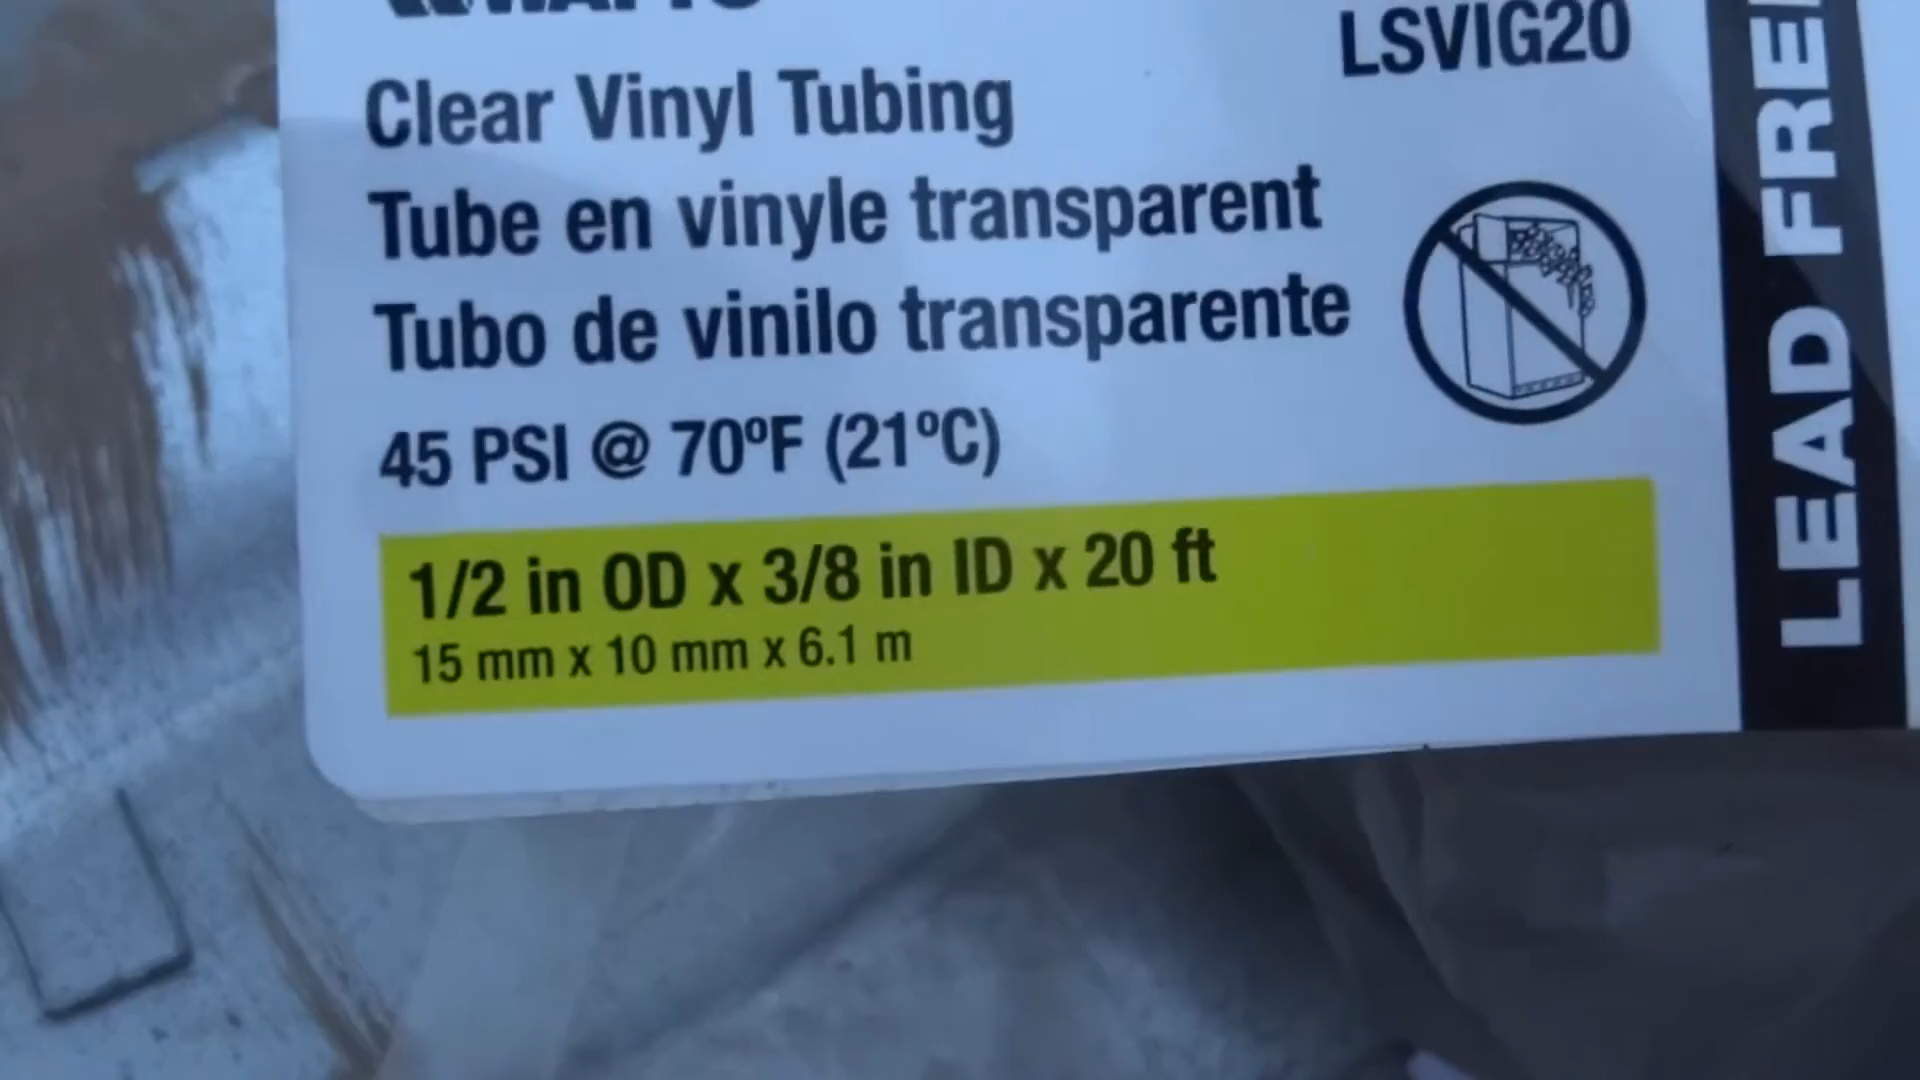 LSVIG20
Clear Vinyl Tubing
Tube en vinyle transparent
Tubo de vinilo transparente
45 PSI @ 70ºF (21ºC)
1/2 in OD x 3/8 in ID x 20 ft
15 mm x 10 mm x 6.1 m
LEAD FREE